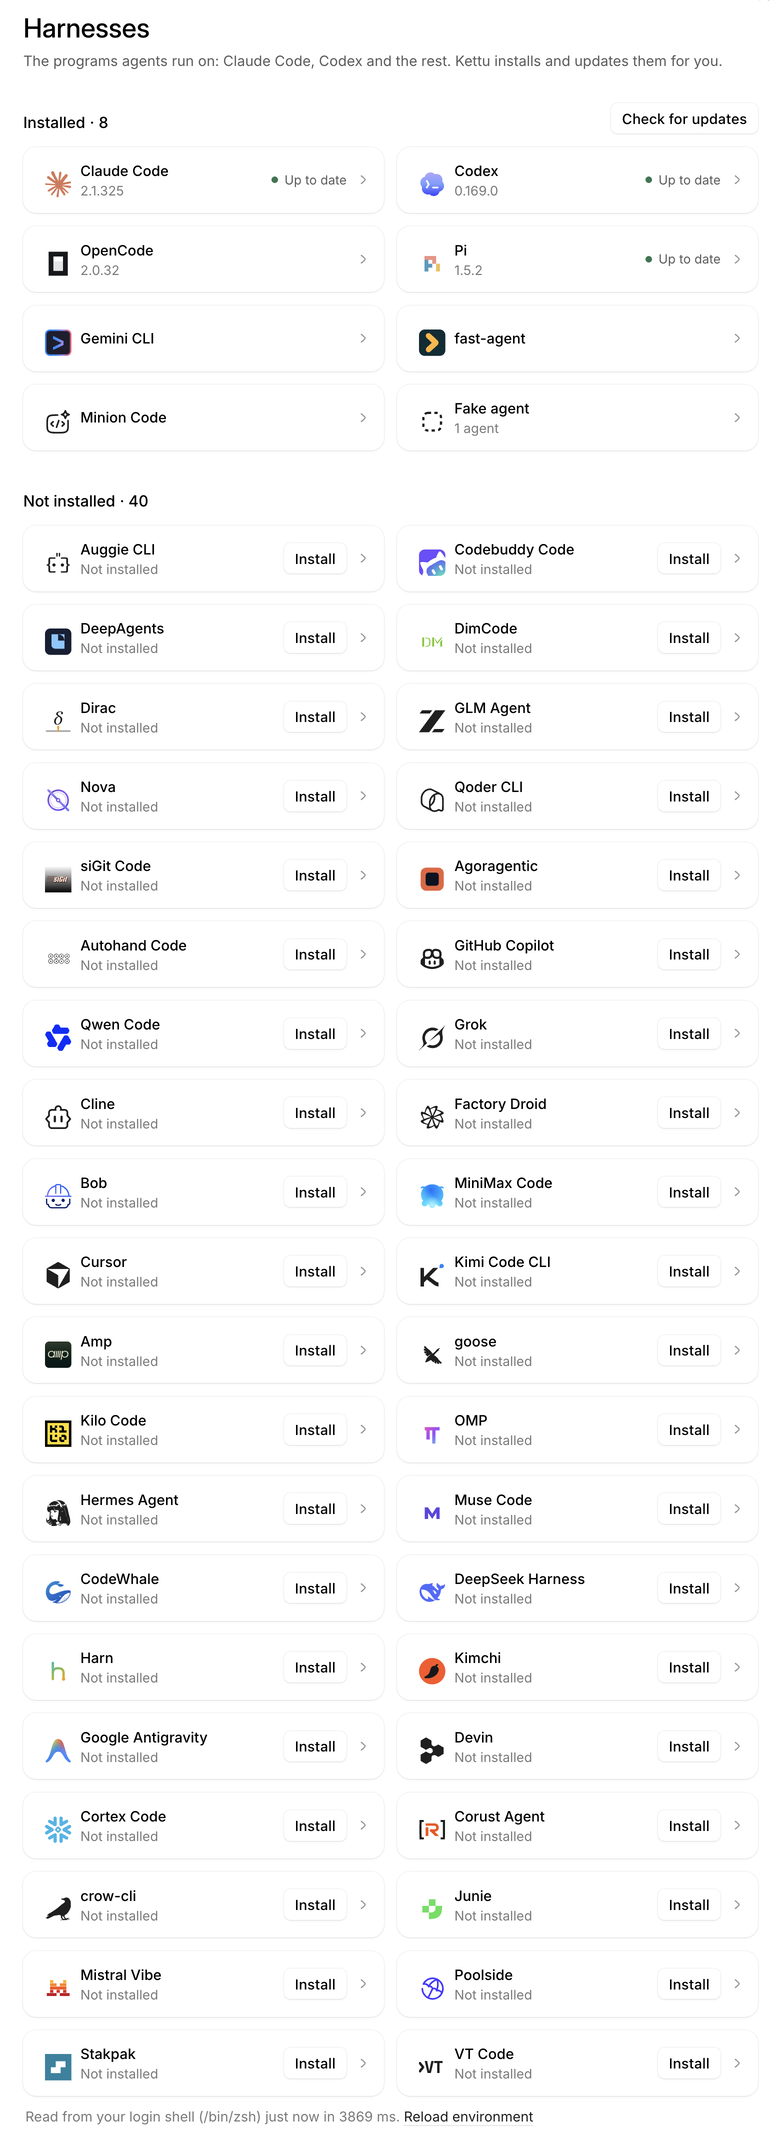 Harnesses
The programs agents run on: Claude Code, Codex and the rest. Kettu installs and updates them for you.
Installed · 8
Check for updates
Claude Code
2.1.325
Up to date
Codex
0.169.0
Up to date
OpenCode
2.0.32
Pi
1.5.2
Up to date
Gemini CLI
fast-agent
Minion Code
Fake agent
1 agent
Not installed · 40
Auggie CLI
Not installed
Install
Codebuddy Code
Not installed
Install
DeepAgents
Not installed
Install
DM
DimCode
Not installed
Install
δ
Dirac
Not installed
Install
GLM Agent
Not installed
Install
Nova
Not installed
Install
Qoder CLI
Not installed
Install
siGit
siGit Code
Not installed
Install
Agoragentic
Not installed
Install
Autohand Code
Not installed
Install
GitHub Copilot
Not installed
Install
Qwen Code
Not installed
Install
Grok
Not installed
Install
Cline
Not installed
Install
Factory Droid
Not installed
Install
Bob
Not installed
Install
MiniMax Code
Not installed
Install
Cursor
Not installed
Install
K
Kimi Code CLI
Not installed
Install
amp
Amp
Not installed
Install
goose
Not installed
Install
Kilo Code
Not installed
Install
OMP
Not installed
Install
Hermes Agent
Not installed
Install
M
Muse Code
Not installed
Install
CodeWhale
Not installed
Install
DeepSeek Harness
Not installed
Install
h
Harn
Not installed
Install
Kimchi
Not installed
Install
Google Antigravity
Not installed
Install
Devin
Not installed
Install
Cortex Code
Not installed
Install
[R]
Corust Agent
Not installed
Install
crow-cli
Not installed
Install
Junie
Not installed
Install
Mistral Vibe
Not installed
Install
Poolside
Not installed
Install
Stakpak
Not installed
Install
VT
VT Code
Not installed
Install
Read from your login shell (/bin/zsh) just now in 3869 ms. Reload environment